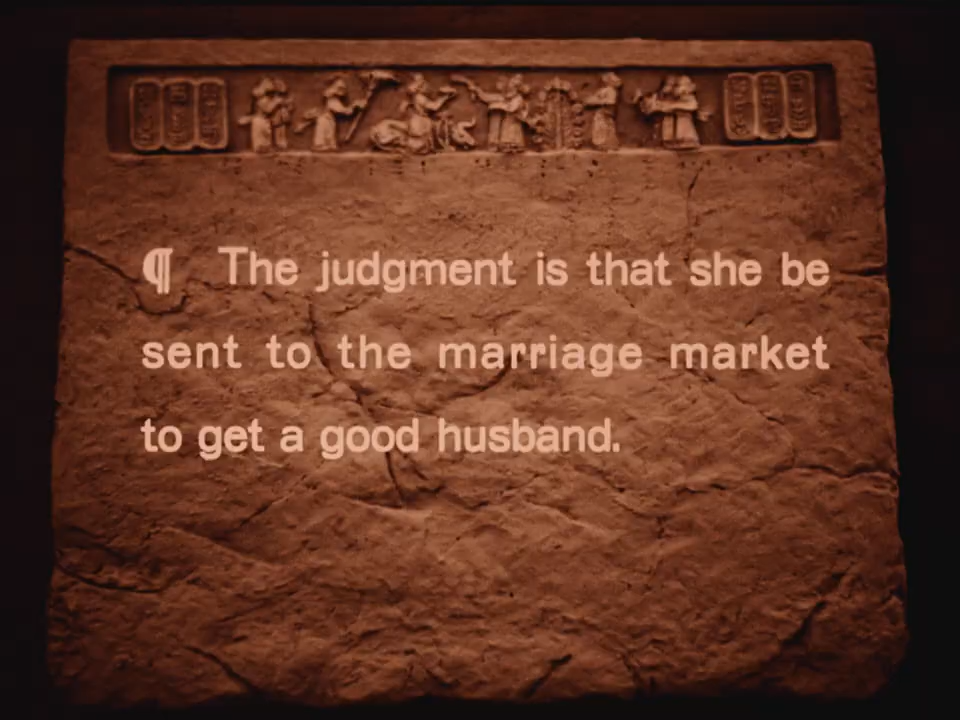 ¶ The judgment is that she be
sent to the marriage market
to get a good husband.